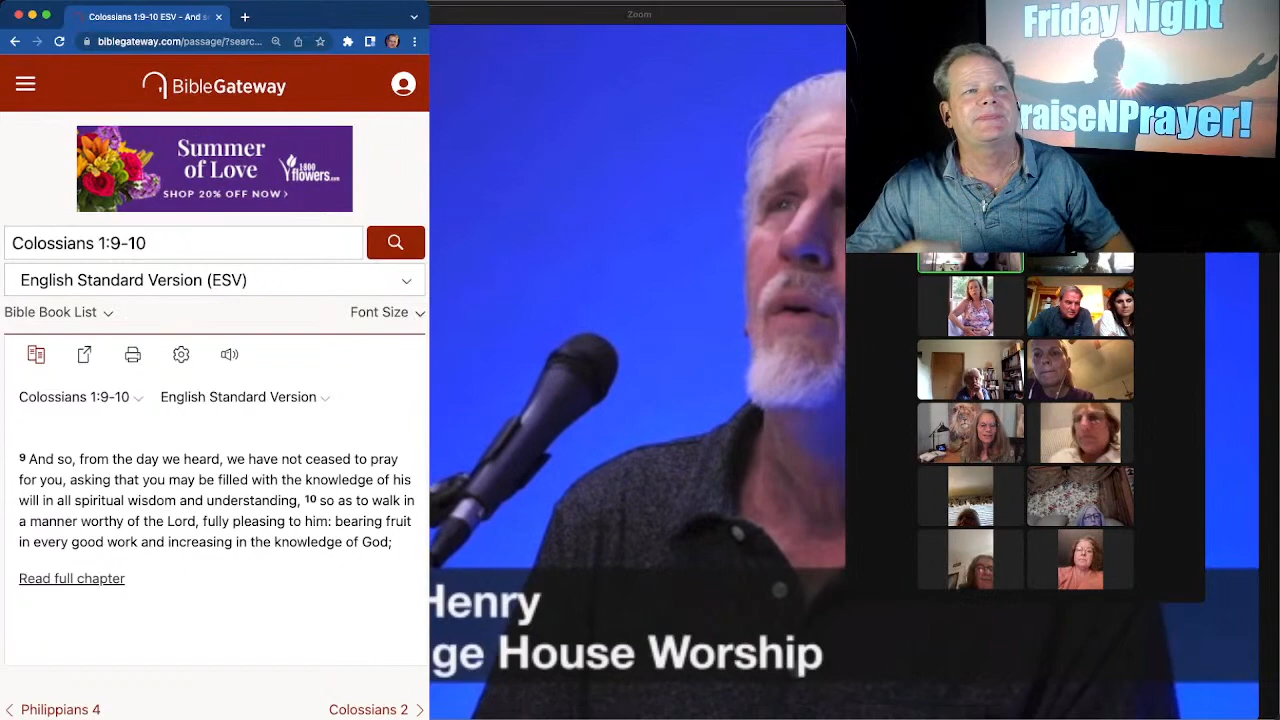 Colossians 1:9-10 ESV - And s
biblegateway.com/passage/?searc...
BibleGateway
Summer
of Love
SHOP 20% OFF NOW >
1800
flowers.com
Colossians 1:9-10
English Standard Version (ESV)
Bible Book List
Font Size
Colossians 1:9-10
English Standard Version
9 And so, from the day we heard, we have not ceased to pray
for you, asking that you may be filled with the knowledge of his
will in all spiritual wisdom and understanding, 10 so as to walk in
a manner worthy of the Lord, fully pleasing to him: bearing fruit
in every good work and increasing in the knowledge of God;
Read full chapter
Philippians 4
Colossians 2
Zoom
Henry
ge House Worship
Friday Night
raiseNPrayer!